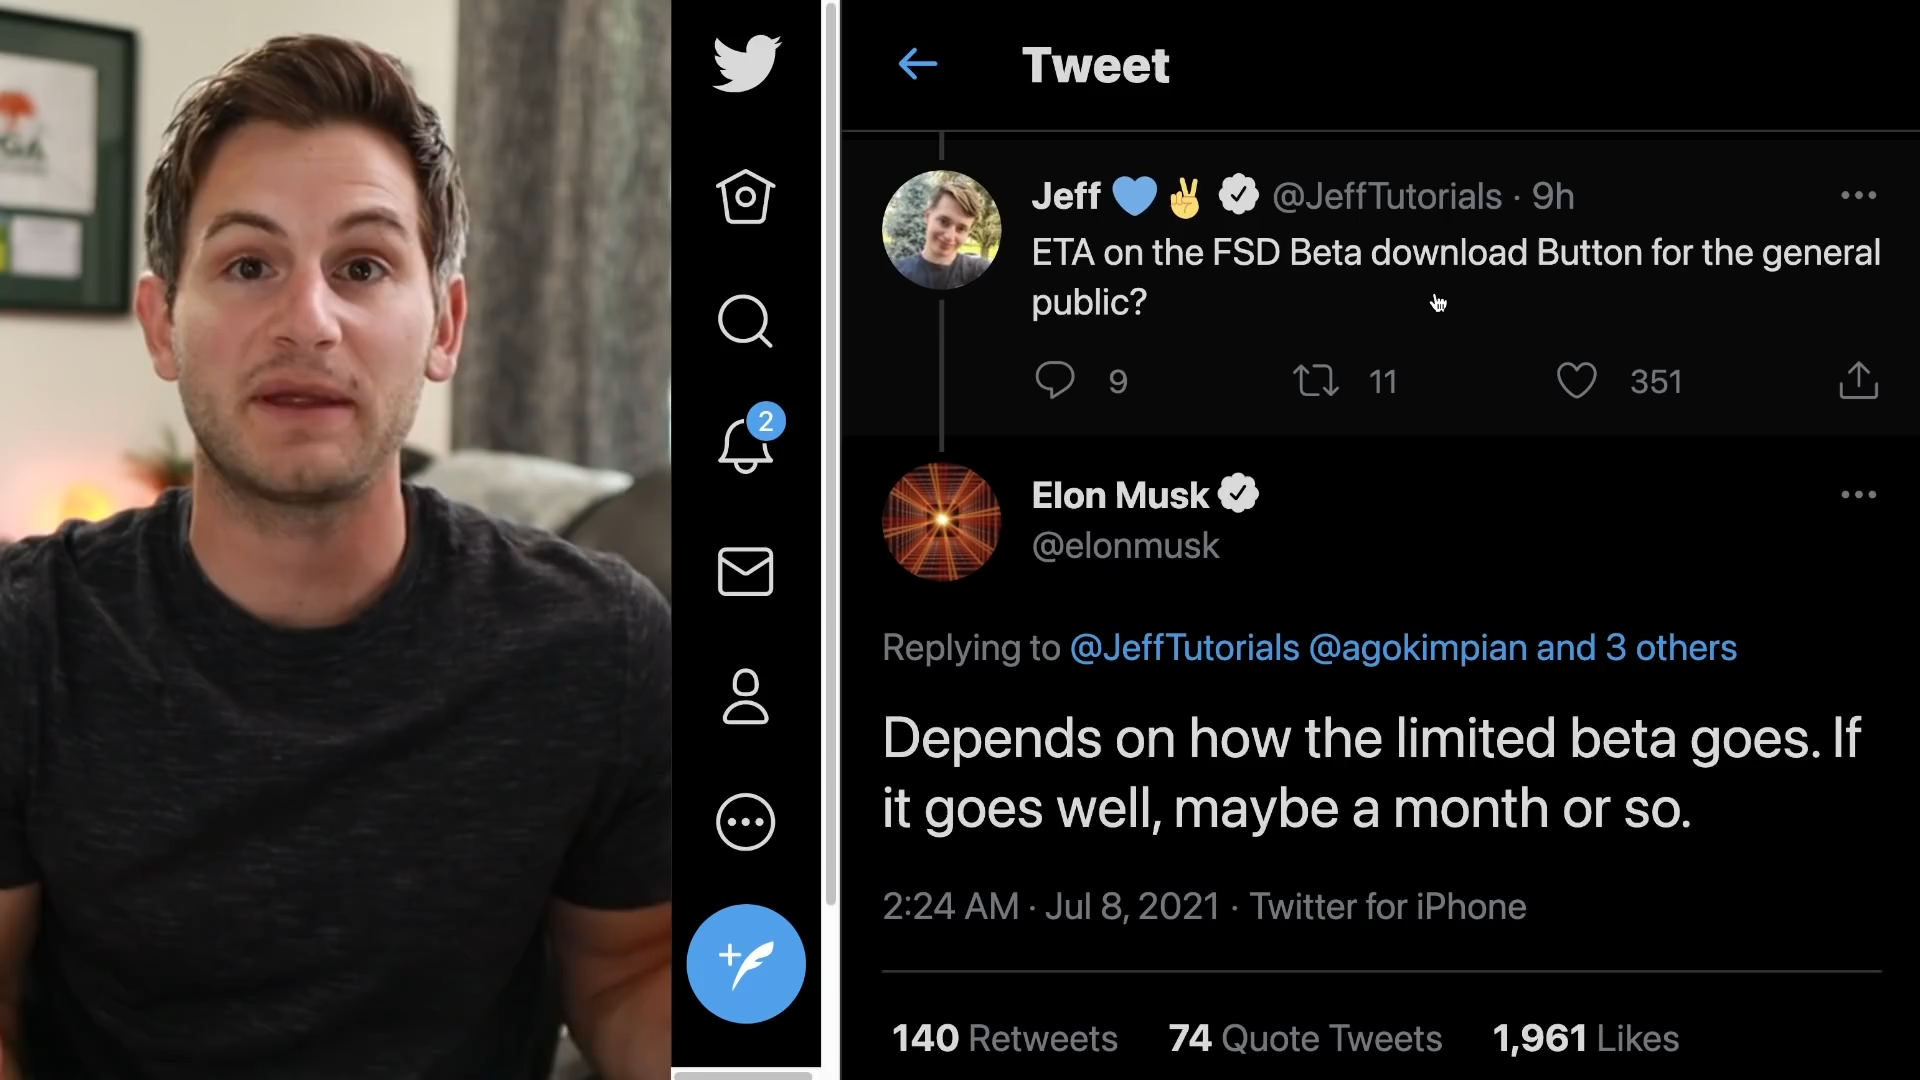 GA
Tweet
Jeff 💙✌️ @JeffTutorials · 9h
ETA on the FSD Beta download Button for the general
public?
9 11 351
2
Elon Musk
@elonmusk
Replying to @JeffTutorials @agokimpian and 3 others
Depends on how the limited beta goes. If
it goes well, maybe a month or so.
2:24 AM · Jul 8, 2021 · Twitter for iPhone
140 Retweets 74 Quote Tweets 1,961 Likes